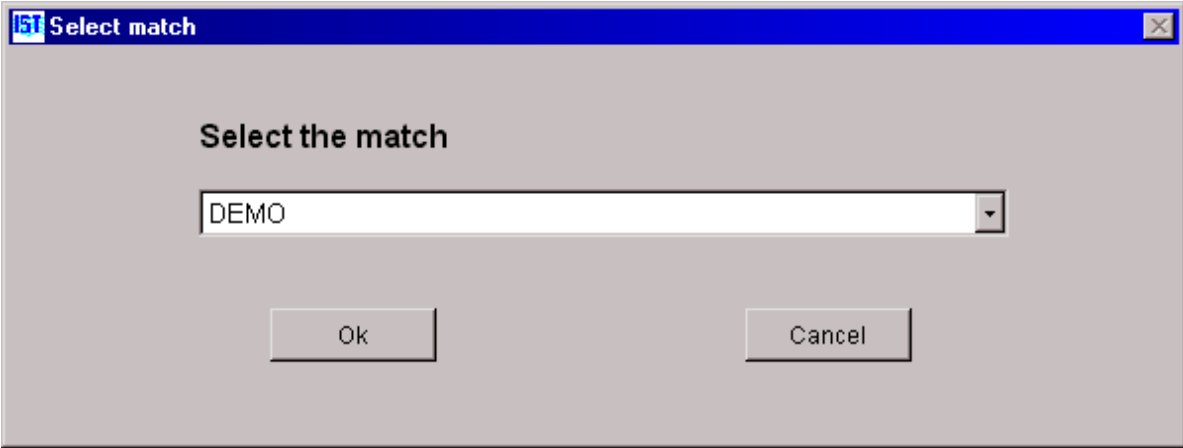 IST Select match
Select the match
DEMO
Ok Cancel